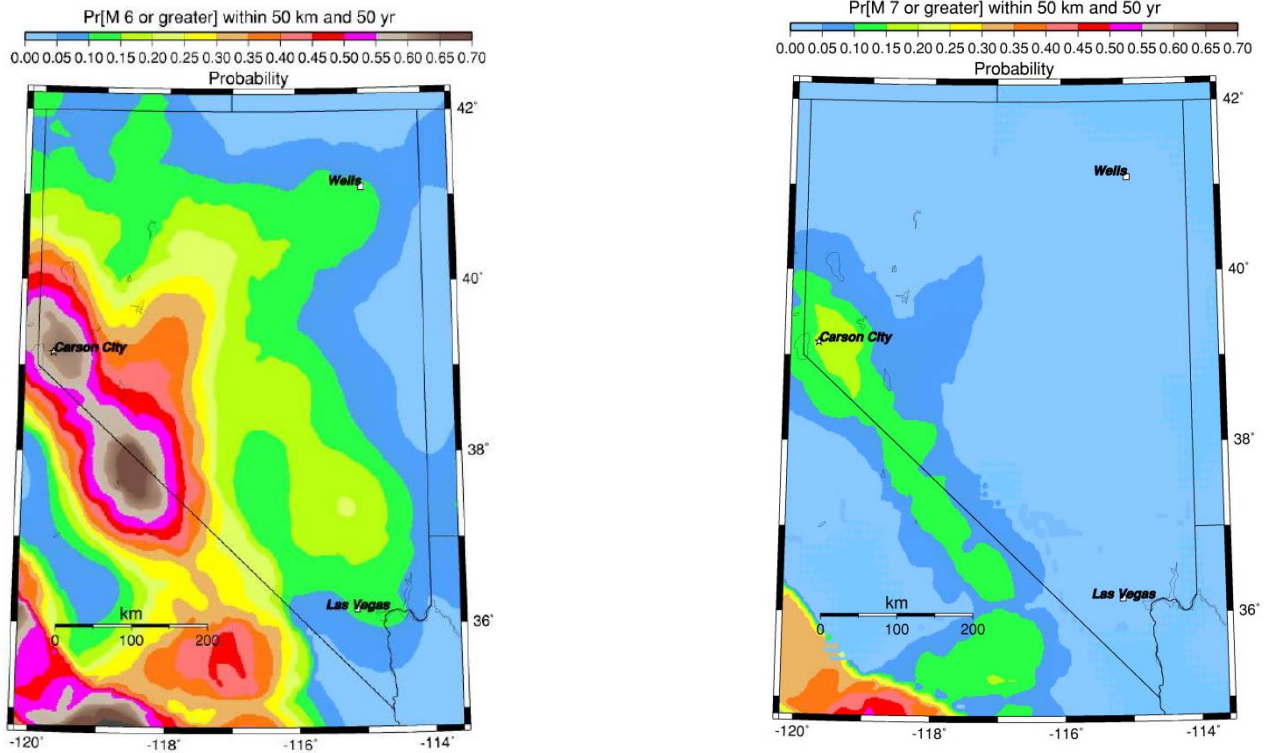 Pr[M 6 or greater] within 50 km and 50 yr
0.00 0.05 0.10 0.15 0.20 0.25 0.30 0.35 0.40 0.45 0.50 0.55 0.60 0.65 0.70
Probability
42°
Wells
40°
Carson City
38°
km
Las Vegas
0 100 200
36°
-120° -118° -116° -114°
Pr[M 7 or greater] within 50 km and 50 yr
0.00 0.05 0.10 0.15 0.20 0.25 0.30 0.35 0.40 0.45 0.50 0.55 0.60 0.65 0.70
Probability
42°
Wells
40°
Carson City
38°
km
Las Vegas
0 100 200
36°
-120° -118° -116° -114°